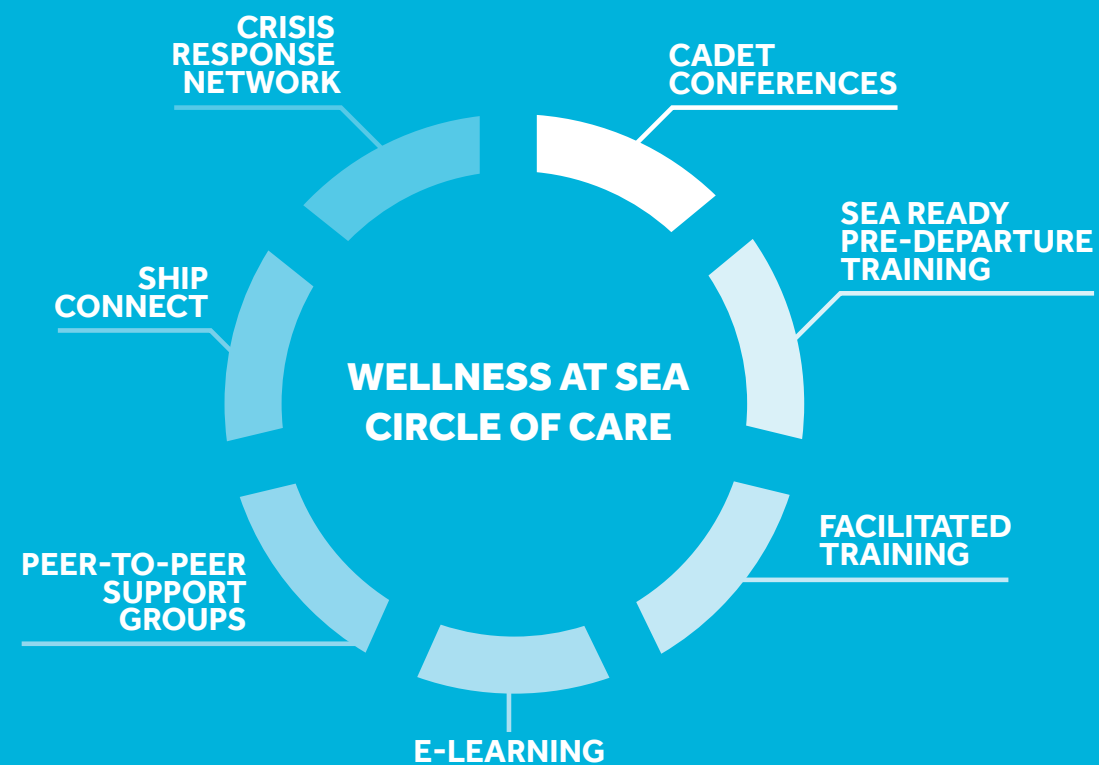 CRISIS
RESPONSE
NETWORK
CADET
CONFERENCES
SEA READY
PRE-DEPARTURE
TRAINING
SHIP
CONNECT
WELLNESS AT SEA
CIRCLE OF CARE
FACILITATED
TRAINING
PEER-TO-PEER
SUPPORT
GROUPS
E-LEARNING